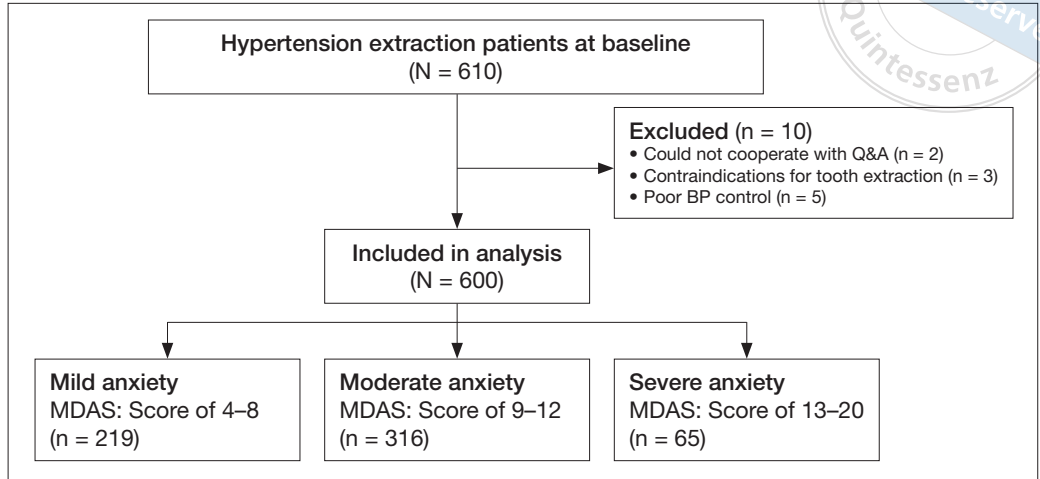 Hypertension extraction patients at baseline
(N = 610)
Excluded (n = 10)
• Could not cooperate with Q&A (n = 2)
• Contraindications for tooth extraction (n = 3)
• Poor BP control (n = 5)
Included in analysis
(N = 600)
Mild anxiety
MDAS: Score of 4–8
(n = 219)
Moderate anxiety
MDAS: Score of 9–12
(n = 316)
Severe anxiety
MDAS: Score of 13–20
(n = 65)
Quintessenz